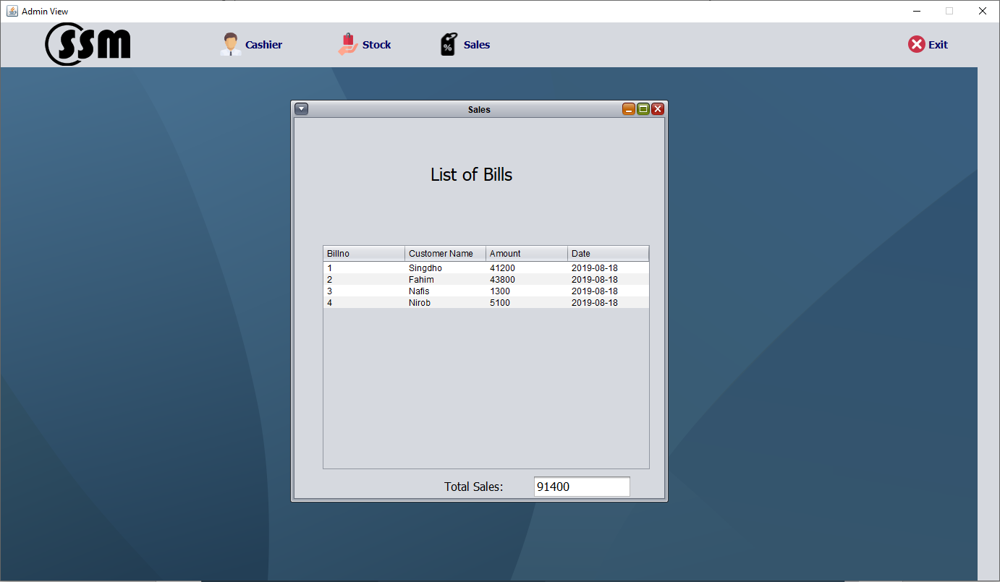 Admin View
SSM Cashier Stock % Sales Exit
Sales
List of Bills
Billno Customer Name Amount Date
1 Singdho 41200 2019-08-18
2 Fahim 43800 2019-08-18
3 Nafis 1300 2019-08-18
4 Nirob 5100 2019-08-18
Total Sales: 91400